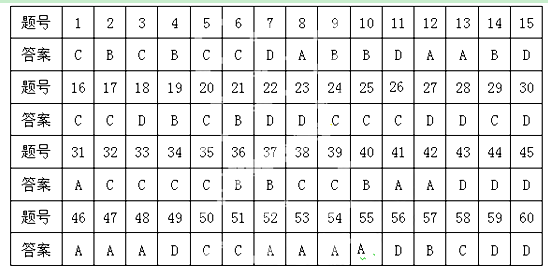 题号 1 2 3 4 5 6 7 8 9 10 11 12 13 14 15
答案 C B C B C C D A B B D A A B D
题号 16 17 18 19 20 21 22 23 24 25 26 27 28 29 30
答案 C C D B C B D D C C C D D C D
题号 31 32 33 34 35 36 37 38 39 40 41 42 43 44 45
答案 A C C C C B B C C B A A D D D
题号 46 47 48 49 50 51 52 53 54 55 56 57 58 59 60
答案 A A A D C C A A A A D B C D D